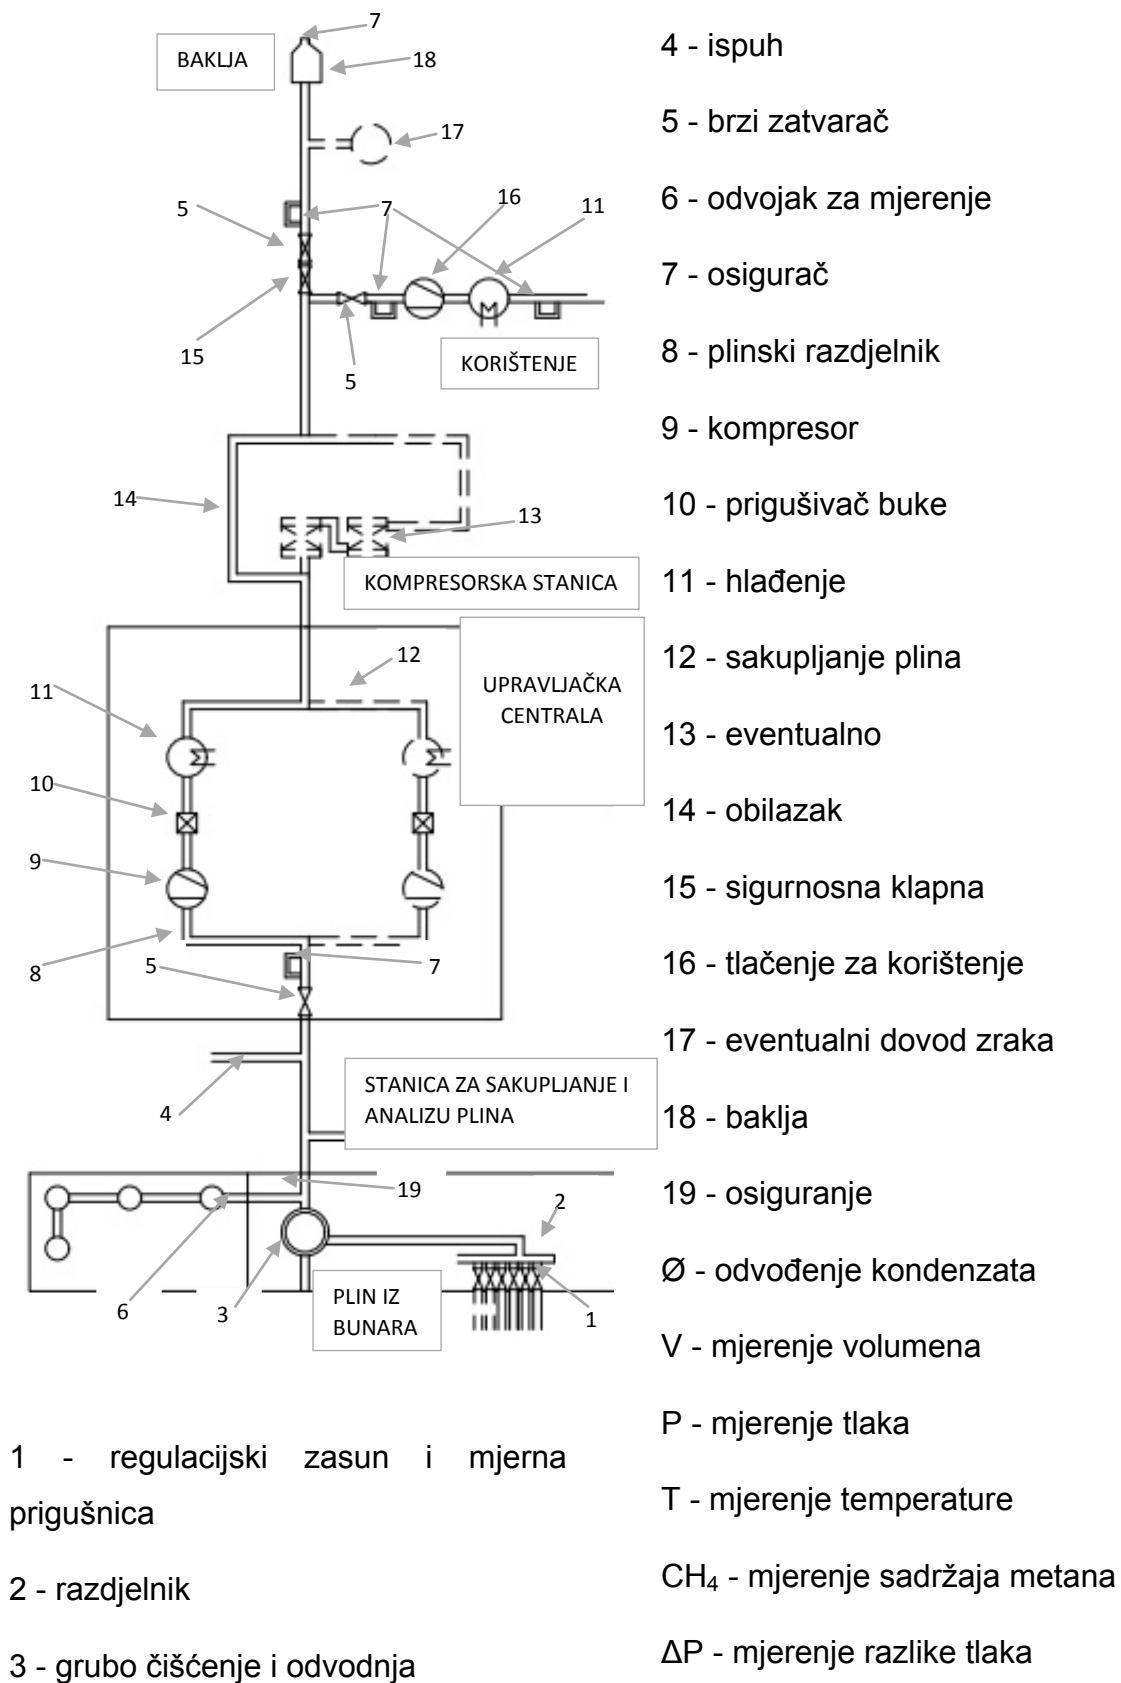 7
BAKLJA
18
17
5
7
16
11
15
5
KORIŠTENJE
14
13
KOMPRESORSKA STANICA
12
UPRAVLJAČKA
CENTRALA
11
10
9
8
5
7
4
STANICA ZA SAKUPLJANJE I
ANALIZU PLINA
19
2
6
3
PLIN IZ
BUNARA
1
1 - regulacijski zasun i mjerna
prigušnica
2 - razdjelnik
3 - grubo čišćenje i odvodnja
4 - ispuh
5 - brzi zatvarač
6 - odvojak za mjerenje
7 - osigurač
8 - plinski razdjelnik
9 - kompresor
10 - prigušivač buke
11 - hlađenje
12 - sakupljanje plina
13 - eventualno
14 - obilazak
15 - sigurnosna klapna
16 - tlačenje za korištenje
17 - eventualni dovod zraka
18 - baklja
19 - osiguranje
Ø - odvođenje kondenzata
V - mjerenje volumena
P - mjerenje tlaka
T - mjerenje temperature
CH₄ - mjerenje sadržaja metana
ΔP - mjerenje razlike tlaka